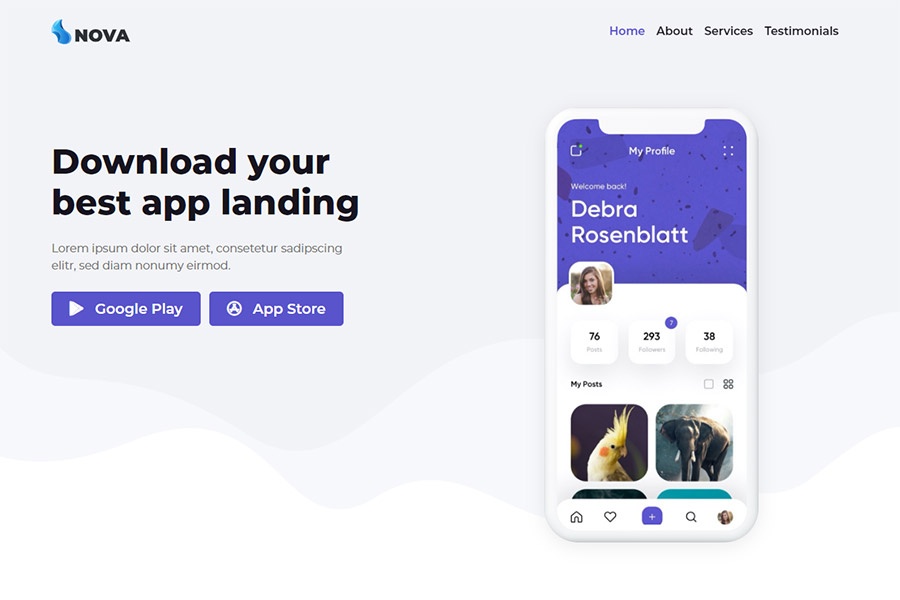 NOVA
Home About Services Testimonials
Download your
best app landing
Lorem ipsum dolor sit amet, consetetur sadipscing
elitr, sed diam nonumy eirmod.
Google Play App Store
My Profile
Welcome back!
Debra
Rosenblatt
7
76 293 38
Posts Followers Following
My Posts